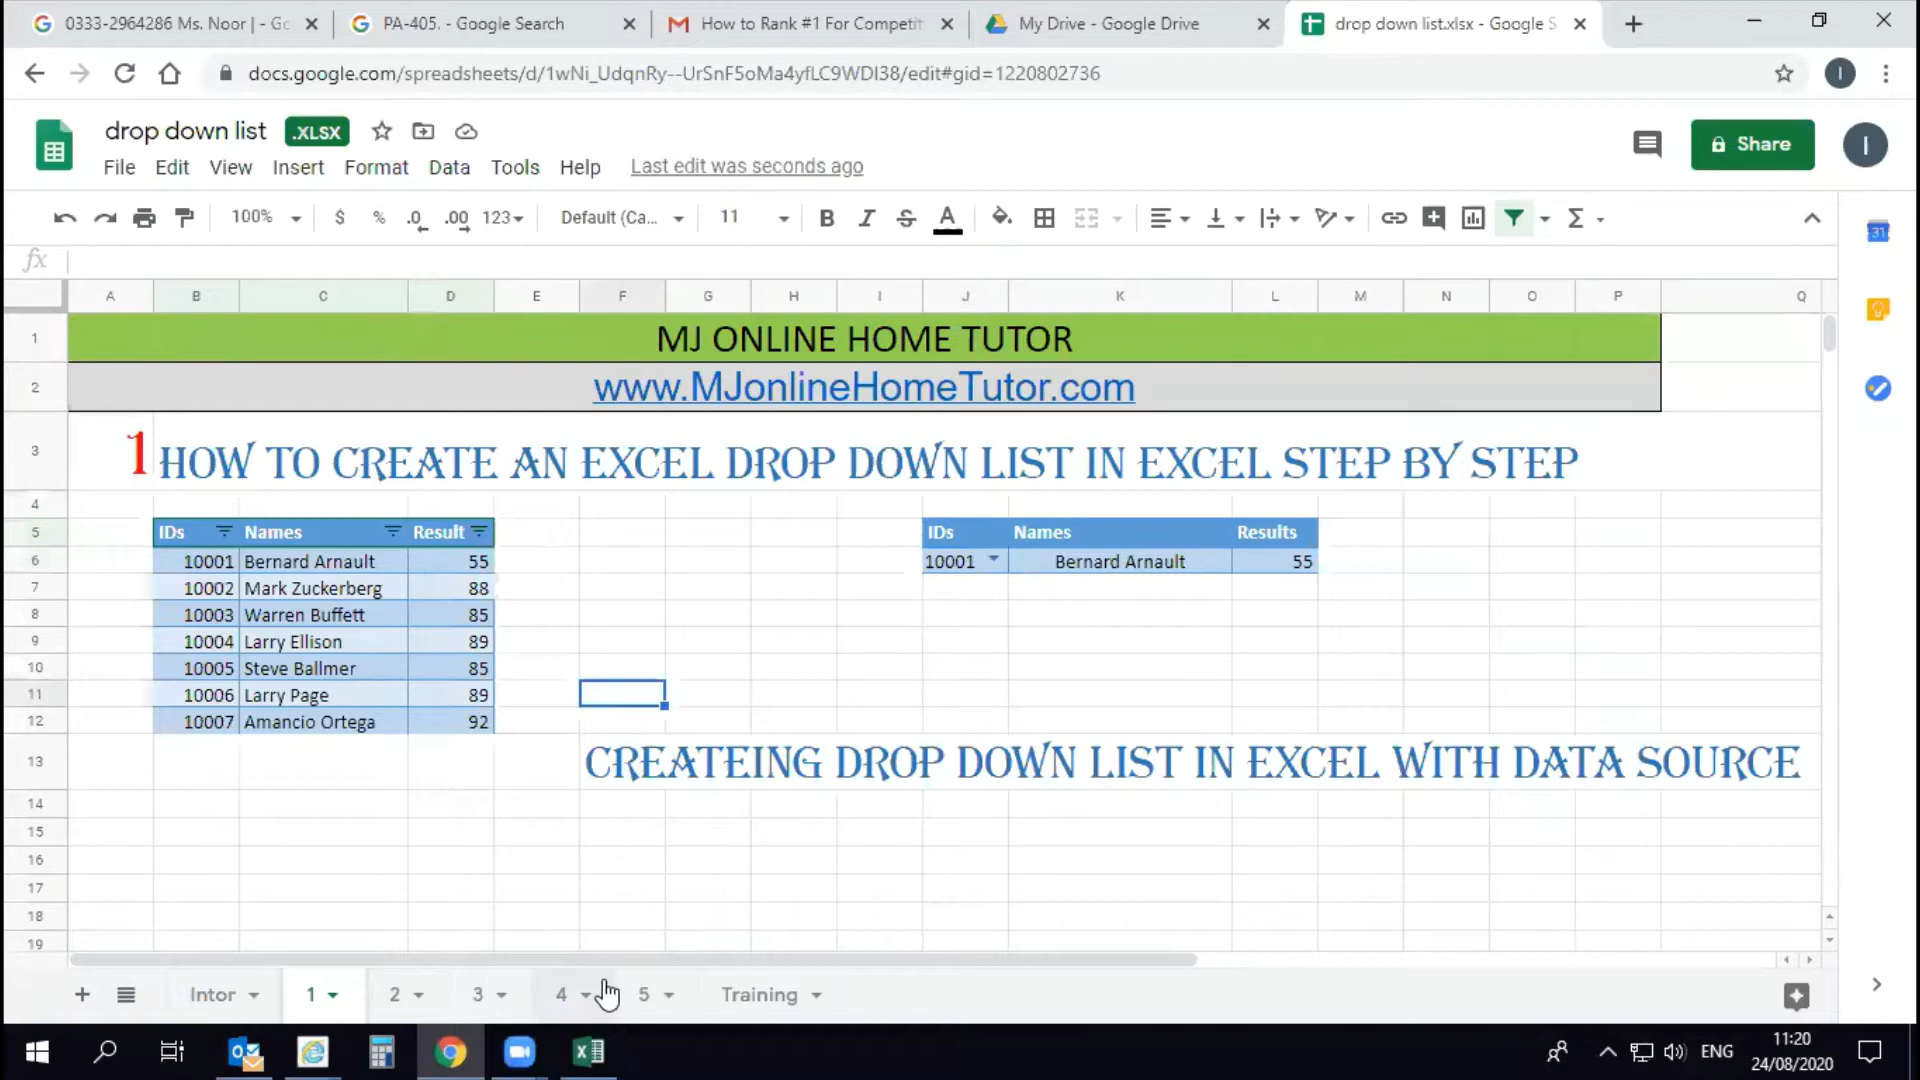 0333-2964286 Ms. Noor | - Go
PA-405. - Google Search
How to Rank #1 For Competit
My Drive - Google Drive
drop down list.xlsx - Google S
docs.google.com/spreadsheets/d/1wNi_UdqnRy--UrSnF5oMa4yfLC9WDI38/edit#gid=1220802736
I
drop down list .XLSX
Share
I
File Edit View Insert Format Data Tools Help Last edit was seconds ago
100% $ % .0 .00 123 Default (Ca... 11 B I S A Σ
31
fx
A B C D E F G H I J K L M N O P Q
1 MJ ONLINE HOME TUTOR
2 www.MJonlineHomeTutor.com
3 1 HOW TO CREATE AN EXCEL DROP DOWN LIST IN EXCEL STEP BY STEP
4
5 IDs Names Result IDs Names Results
6 10001 Bernard Arnault 55 10001 Bernard Arnault 55
7 10002 Mark Zuckerberg 88
8 10003 Warren Buffett 85
9 10004 Larry Ellison 89
10 10005 Steve Ballmer 85
11 10006 Larry Page 89
12 10007 Amancio Ortega 92
13 CREATEING DROP DOWN LIST IN EXCEL WITH DATA SOURCE
14
15
16
17
18
19
Intor 1 2 3 4 5 Training
ENG
11:20
24/08/2020